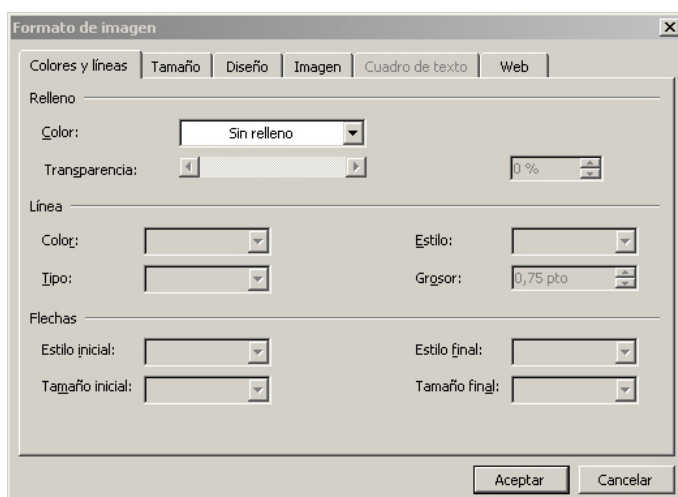 Formato de imagen
Colores y líneas Tamaño Diseño Imagen Cuadro de texto Web
Relleno
Color: Sin relleno
Transparencia: 0 %
Línea
Color: Estilo:
Tipo: Grosor: 0,75 pto
Flechas
Estilo inicial: Estilo final:
Tamaño inicial: Tamaño final:
Aceptar Cancelar